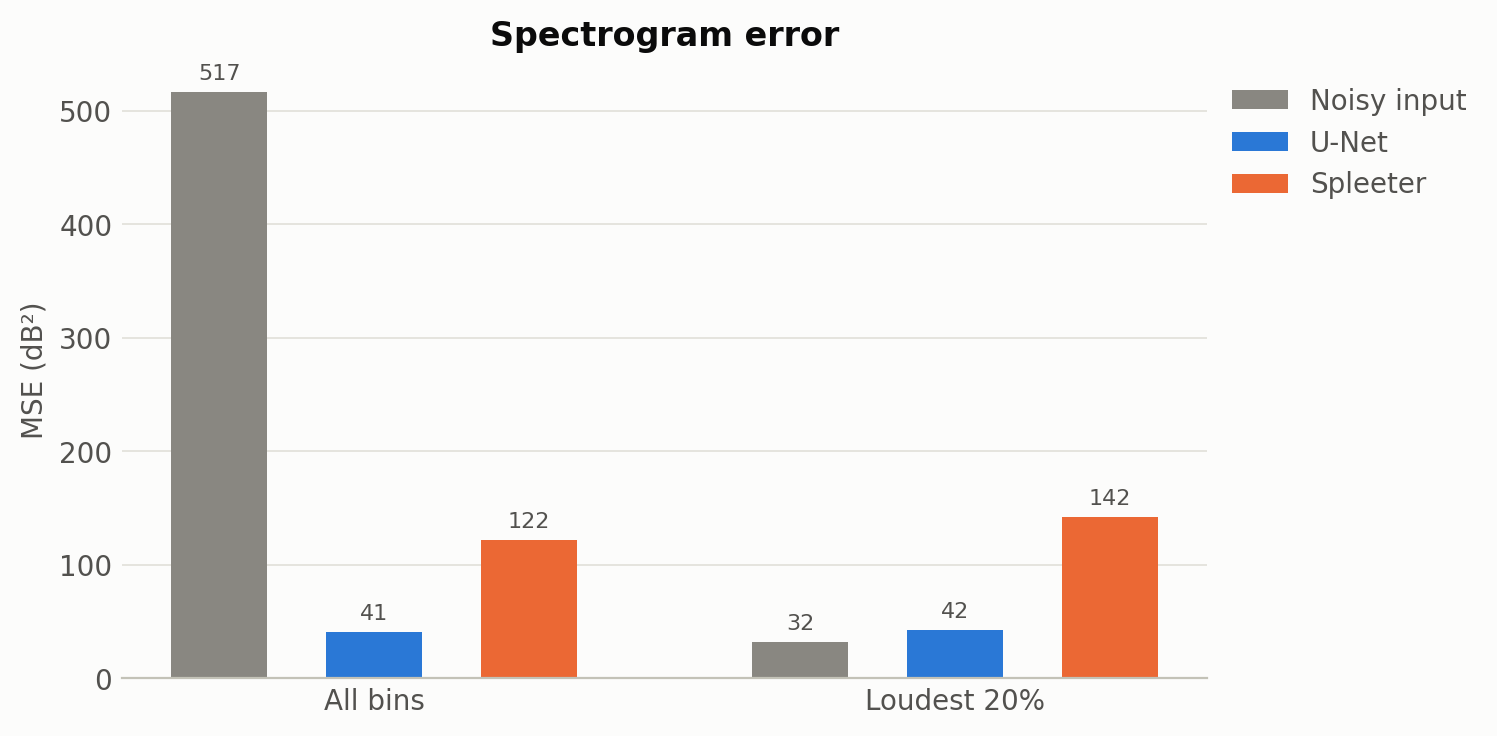 Spectrogram error
517
500
400
300
200
100
0
MSE (dB²)
41
122
32
42
142
All bins
Loudest 20%
Noisy input
U-Net
Spleeter